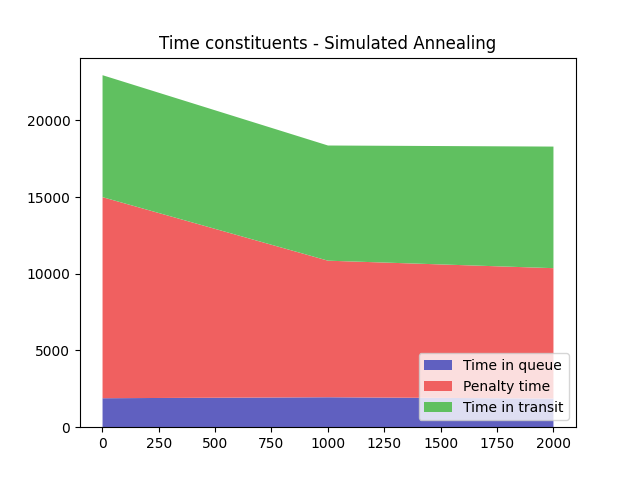 Time constituents - Simulated Annealing
20000
15000
10000
5000
0
Time in queue
Penalty time
Time in transit
0 250 500 750 1000 1250 1500 1750 2000